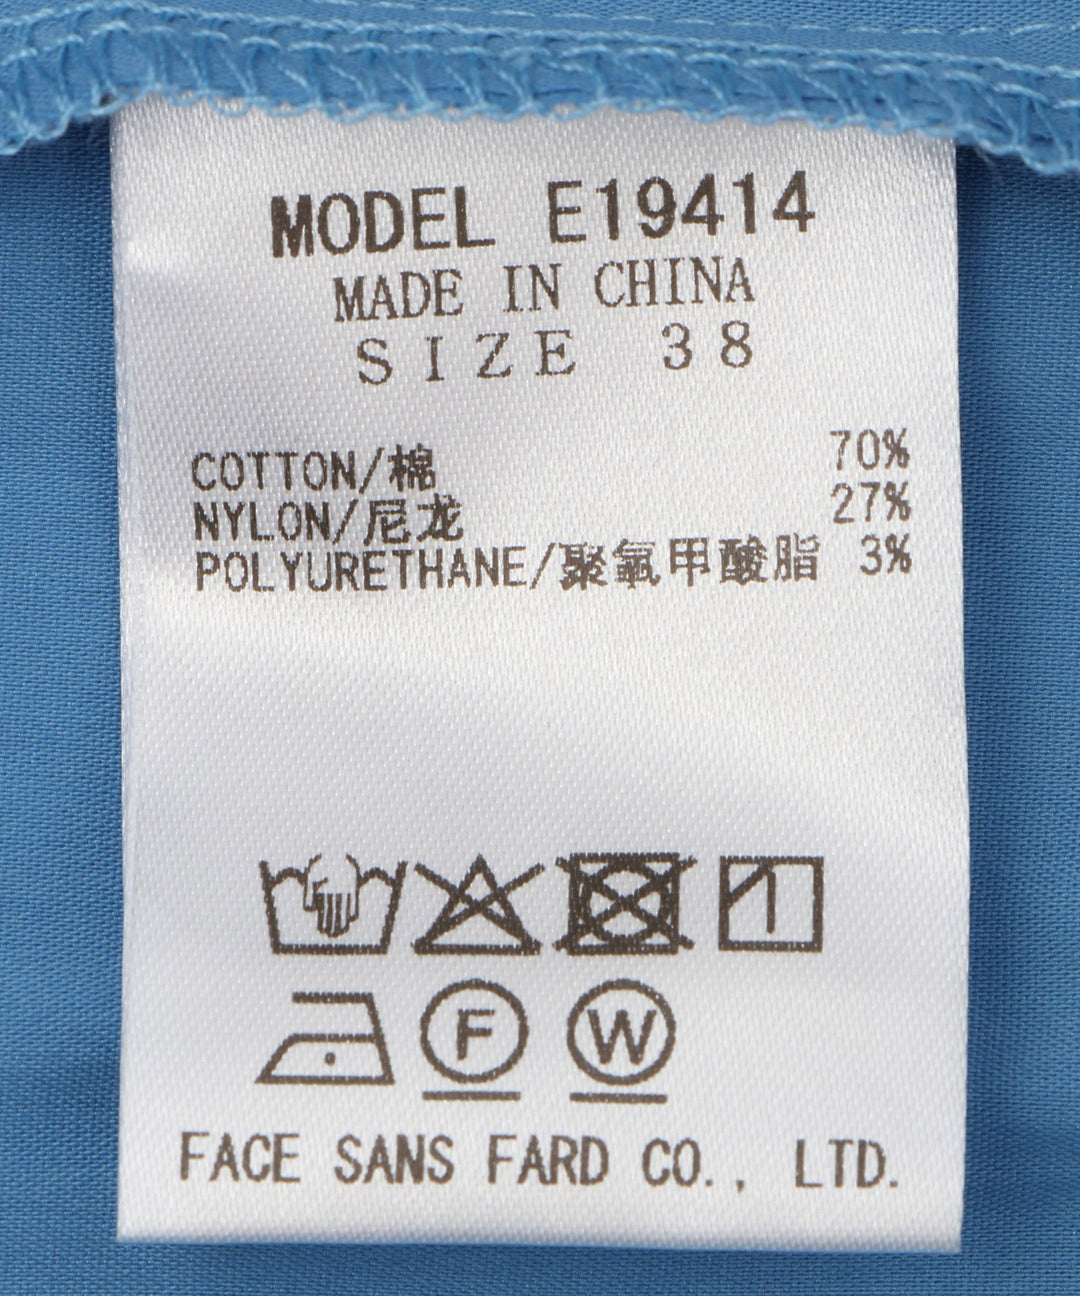 MODEL E19414
MADE IN CHINA
SIZE 38
COTTON/棉 70%
NYLON/尼龙 27%
POLYURETHANE/聚氨甲酸脂 3%
F W
FACE SANS FARD CO., LTD.